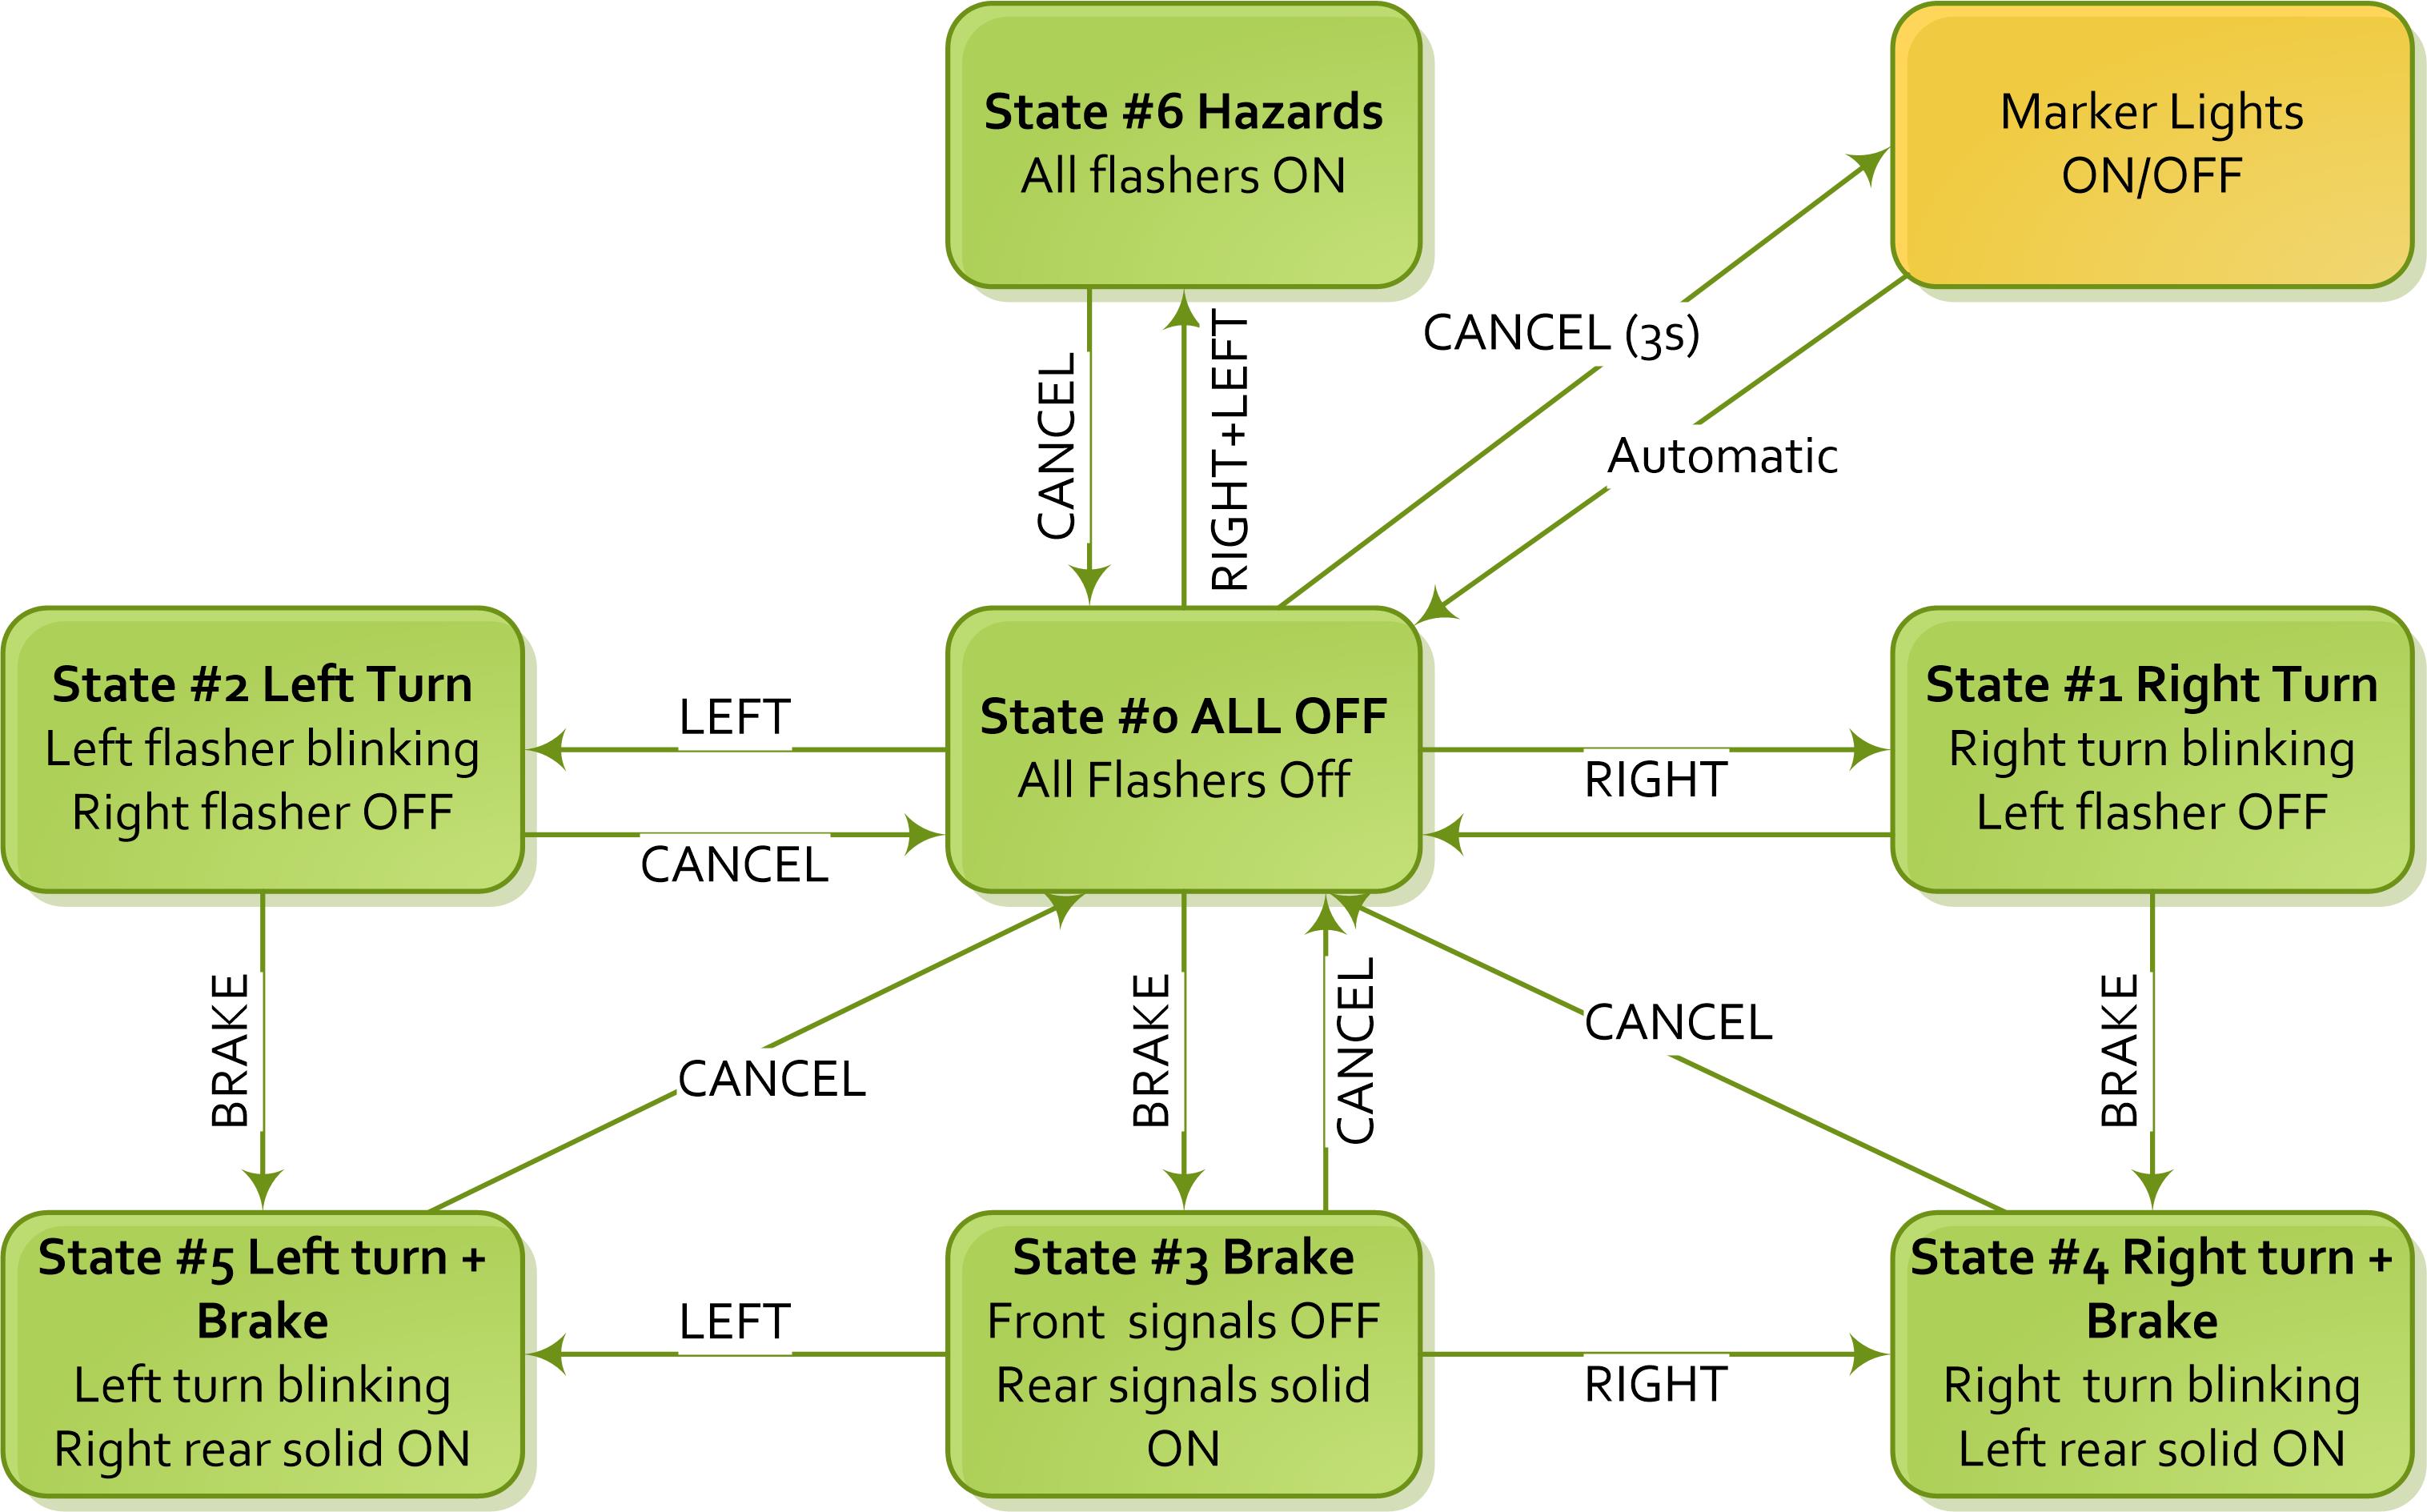 State #6 Hazards
All flashers ON
Marker Lights
ON/OFF
CANCEL (3s)
CANCEL
RIGHT+LEFT
Automatic
State #2 Left Turn
Left flasher blinking
Right flasher OFF
LEFT
CANCEL
State #0 ALL OFF
All Flashers Off
RIGHT
State #1 Right Turn
Right turn blinking
Left flasher OFF
BRAKE
CANCEL
BRAKE
CANCEL
CANCEL
BRAKE
State #5 Left turn +
Brake
Left turn blinking
Right rear solid ON
LEFT
State #3 Brake
Front  signals OFF
Rear signals solid
ON
RIGHT
State #4 Right turn +
Brake
Right  turn blinking
Left rear solid ON